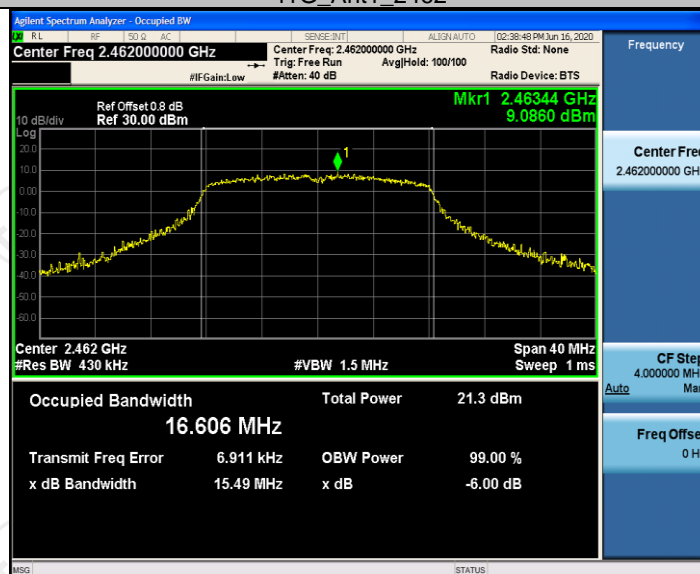 Agilent Spectrum Analyzer - Occupied BW
RL RF 50 Ω AC SENSE:INT ALIGN AUTO 02:38:48 PM Jun 16, 2020
Center Freq 2.462000000 GHz
Center Freq: 2.462000000 GHz
Radio Std: None
Trig: Free Run Avg|Hold: 100/100
#IFGain:Low
#Atten: 40 dB
Radio Device: BTS
Frequency
Ref Offset 0.8 dB
Mkr1 2.46344 GHz
10 dB/div Ref 30.00 dBm
9.0860 dBm
Log
20.0
10.0
0.00
-10.0
-20.0
-30.0
-40.0
-50.0
-60.0
1
Center Fre
2.462000000 GH
Center 2.462 GHz
Span 40 MHz
#Res BW 430 kHz
#VBW 1.5 MHz
Sweep 1 ms
CF Step
4.000000 MH
Auto Ma
Occupied Bandwidth
Total Power 21.3 dBm
16.606 MHz
Transmit Freq Error 6.911 kHz
OBW Power 99.00 %
x dB Bandwidth 15.49 MHz
x dB -6.00 dB
Freq Offse
0 H
MSG STATUS